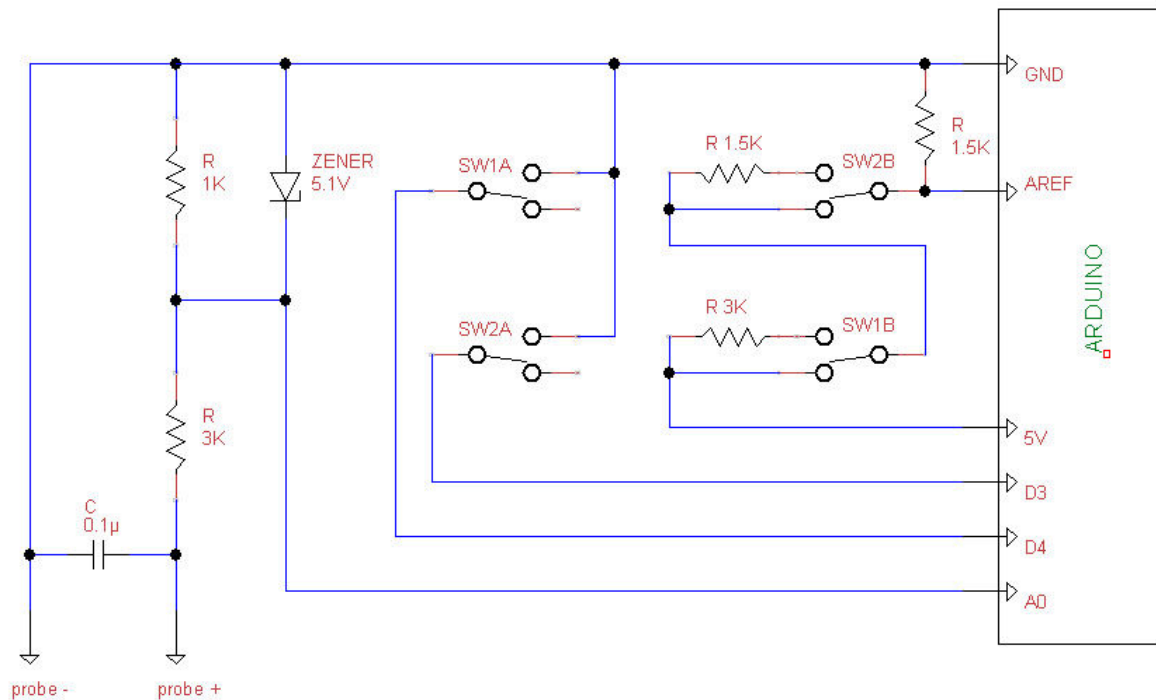 GND
R
1K
ZENER
5.1V
SW1A
R 1.5K
SW2B
R
1.5K
AREF
ARDUINO
SW2A
R 3K
SW1B
R
3K
5V
D3
C
0.1µ
D4
A0
probe -
probe +